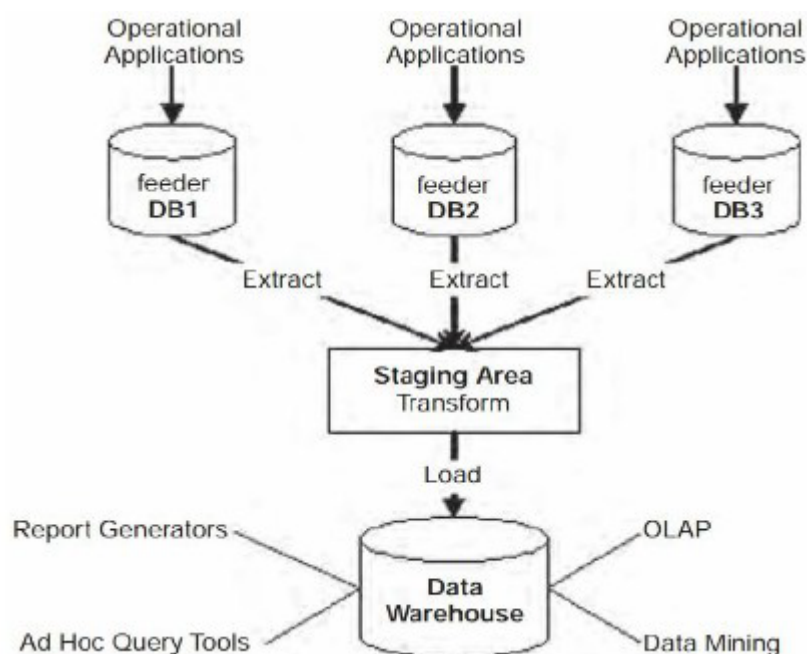 Operational
Applications
Operational
Applications
Operational
Applications
feeder
DB1
feeder
DB2
feeder
DB3
Extract
Extract
Extract
Staging Area
Transform
Load
Report Generators
OLAP
Data
Warehouse
Ad Hoc Query Tools
Data Mining